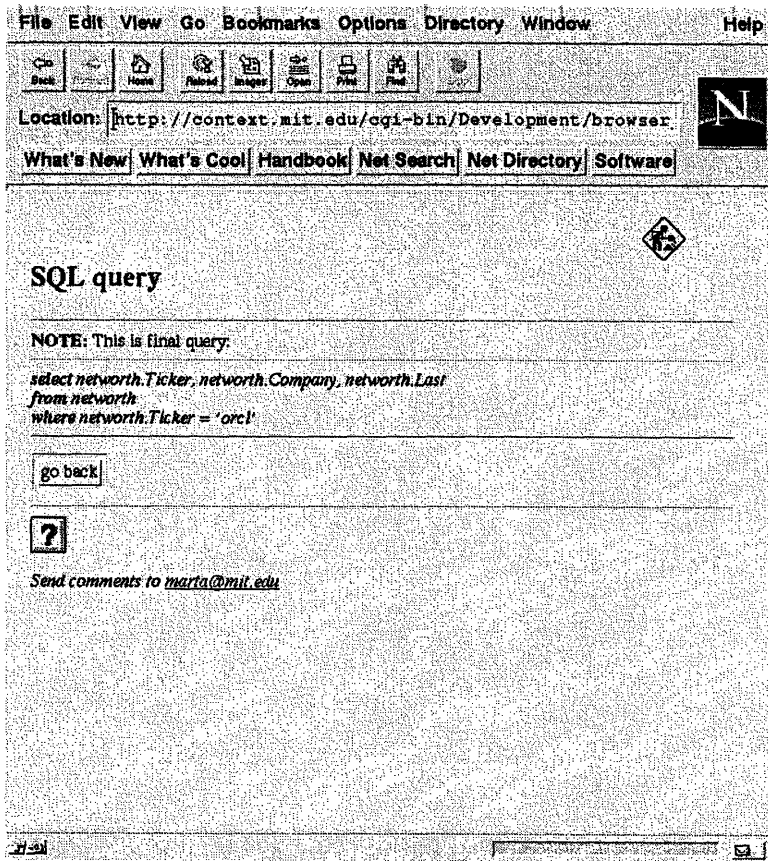 File Edit View Go Bookmarks Options Directory Window Help
Back Home Reload Images Open Print Find
N
Location: http://context.mit.edu/cgi-bin/Development/browser
What's New What's Cool Handbook Net Search Net Directory Software
SQL query
NOTE: This is final query:
select networth.Ticker, networth.Company, networth.Last
from networth
where networth.Ticker = 'orcl'
go back
?
Send comments to marta@mit.edu